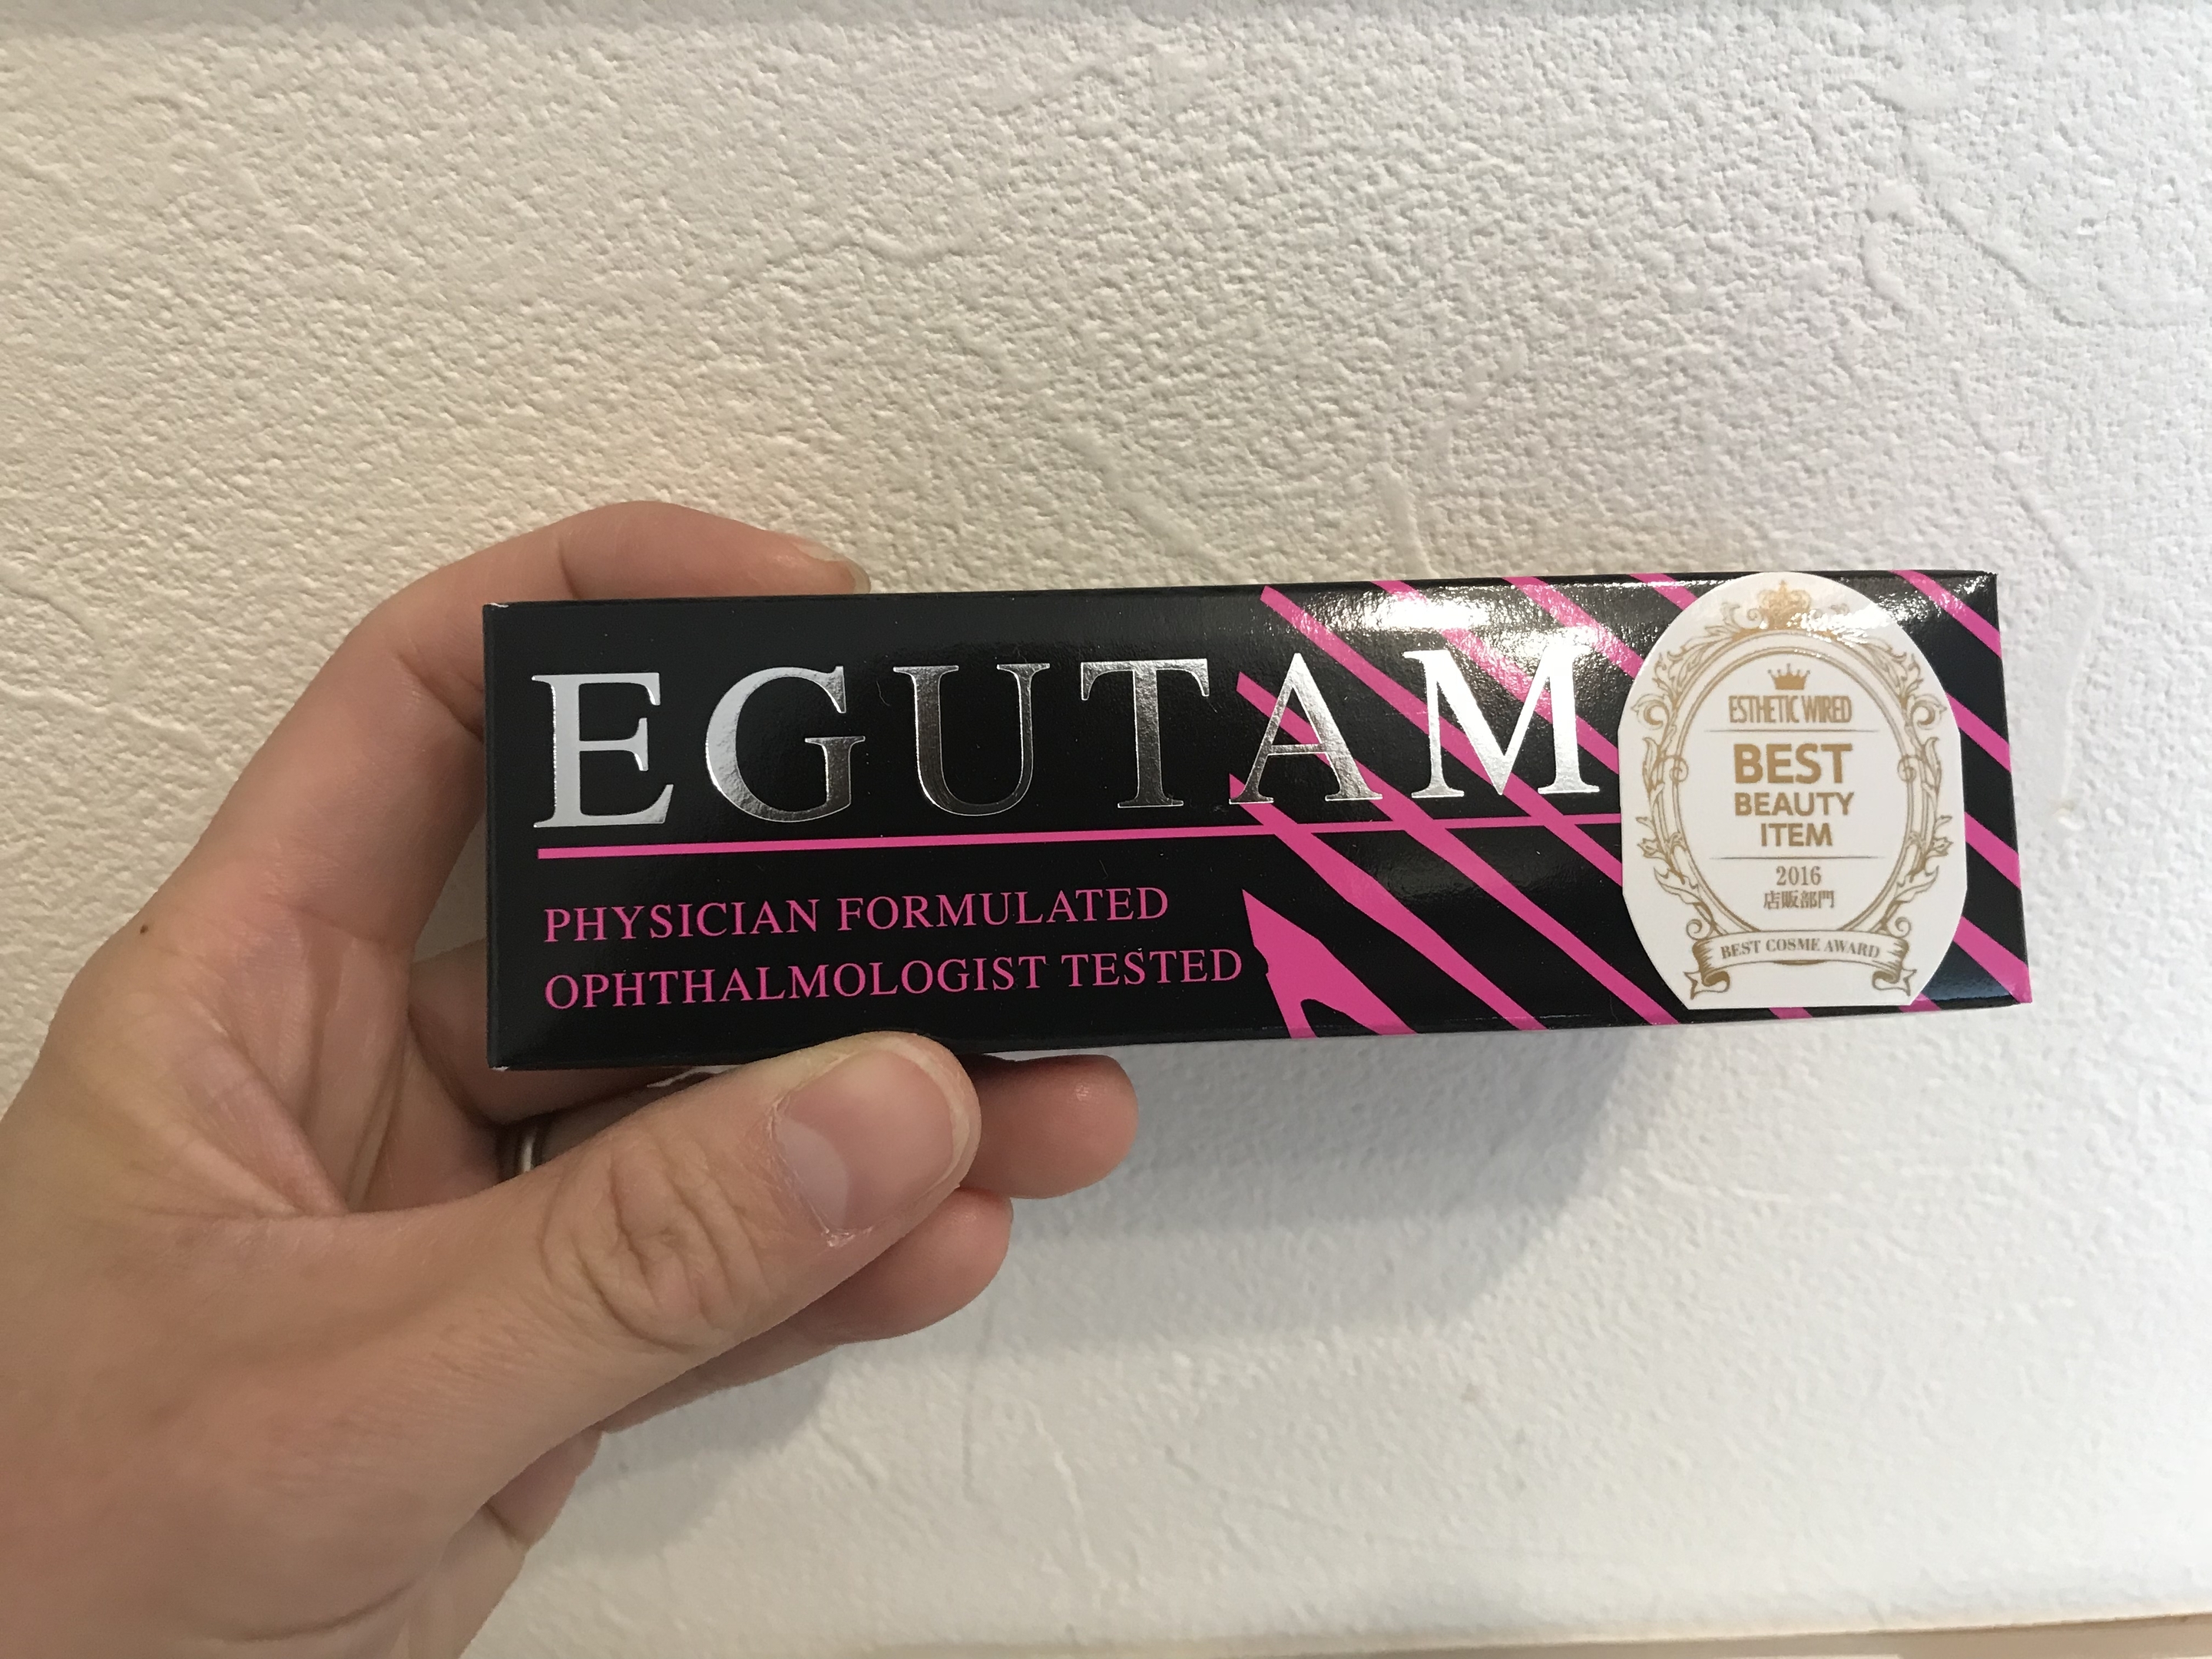 EGUTAM
PHYSICIAN FORMULATED
OPHTHALMOLOGIST TESTED
ESTHETIC WIRED
BEST
BEAUTY
ITEM
2016
店販部門
BEST COSME AWARD